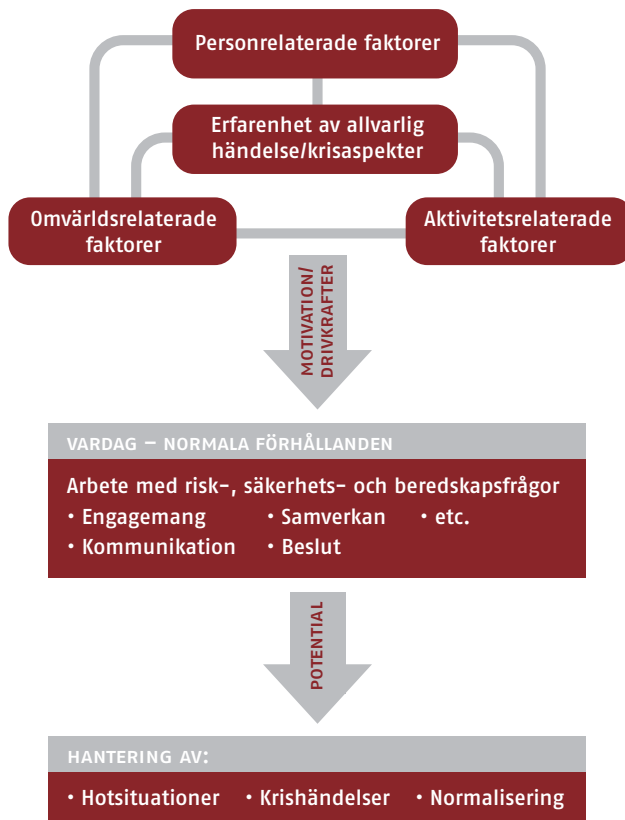 Personrelaterade faktorer
Erfarenhet av allvarlig
händelse/krisaspekter
Omvärldsrelaterade
faktorer
Aktivitetsrelaterade
faktorer
MOTIVATION/
DRIVKRAFTER
VARDAG – NORMALA FÖRHÅLLANDEN
Arbete med risk-, säkerhets- och beredskapsfrågor
• Engagemang • Samverkan • etc.
• Kommunikation • Beslut
POTENTIAL
HANTERING AV:
• Hotsituationer • Krishändelser • Normalisering